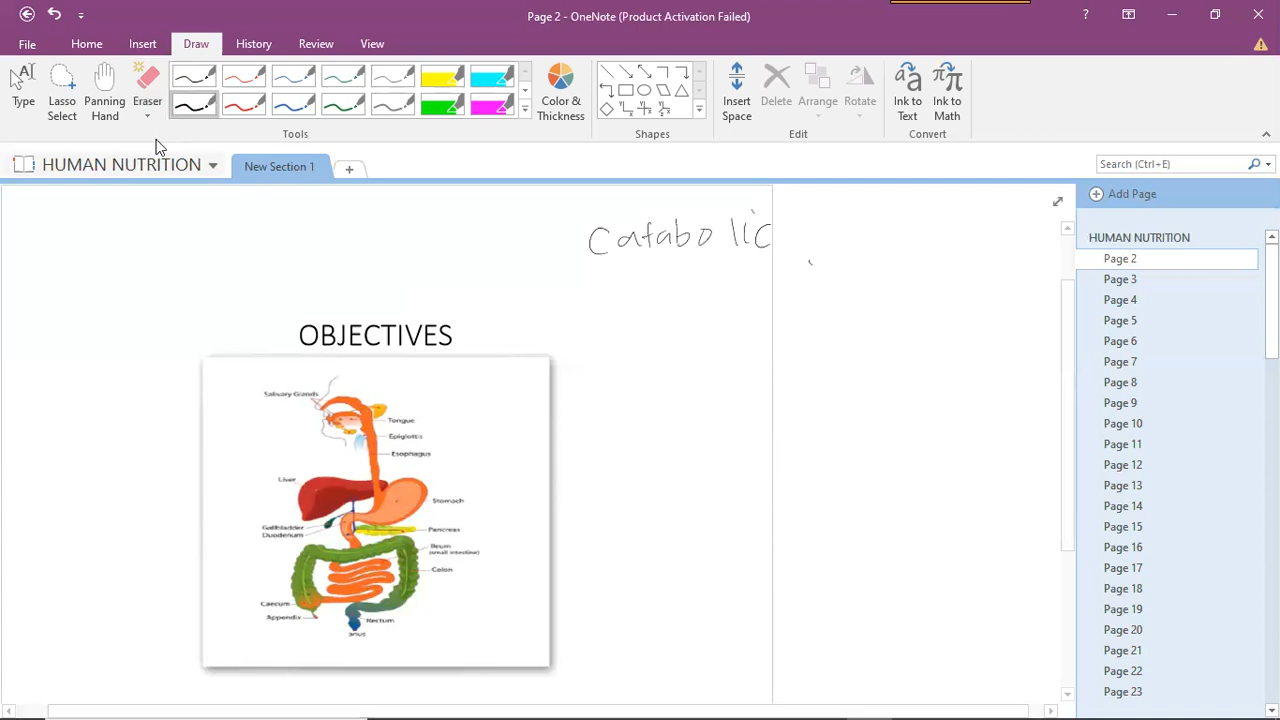 Page 2 - OneNote (Product Activation Failed)
?
File Home Insert Draw History Review View
Type
Lasso Select
Panning Hand
Eraser
Color & Thickness
Insert Space
Delete
Arrange
Rotate
Ink to Text
Ink to Math
Tools
Shapes
Edit
Convert
HUMAN NUTRITION
New Section 1
Search (Ctrl+E)
Add Page
catabolic
OBJECTIVES
Salivary Glands
Tongue
Epiglottis
Esophagus
Liver
Stomach
Gallbladder
Duodenum
Pancreas
Ileum
(small intestine)
Colon
Caecum
Appendix
Rectum
anus
HUMAN NUTRITION
Page 2
Page 3
Page 4
Page 5
Page 6
Page 7
Page 8
Page 9
Page 10
Page 11
Page 12
Page 13
Page 14
Page 15
Page 16
Page 17
Page 18
Page 19
Page 20
Page 21
Page 22
Page 23